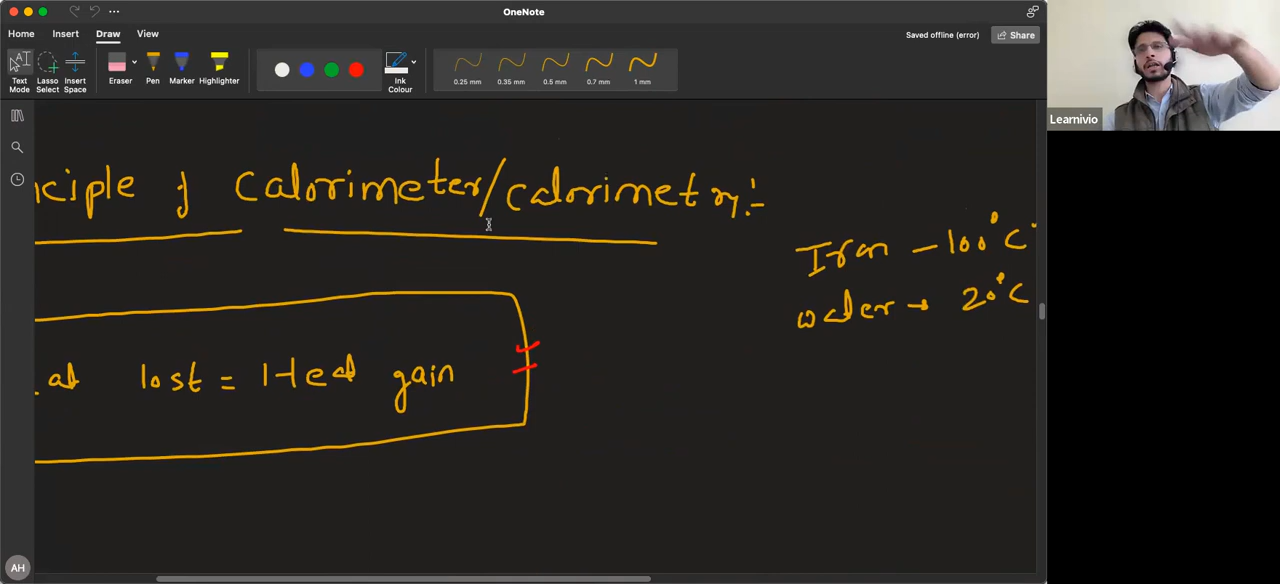 OneNote
Home Insert Draw View
Saved offline (error)
Share
Text Mode
Lasso Select
Insert Space
Eraser
Pen
Marker
Highlighter
Ink Colour
0.25 mm
0.35 mm
0.5 mm
0.7 mm
1 mm
Learnivio
nciple of Calorimeter/calorimetry:-
Iron - 100°C
water → 20°C
at lost = Heat gain
AH